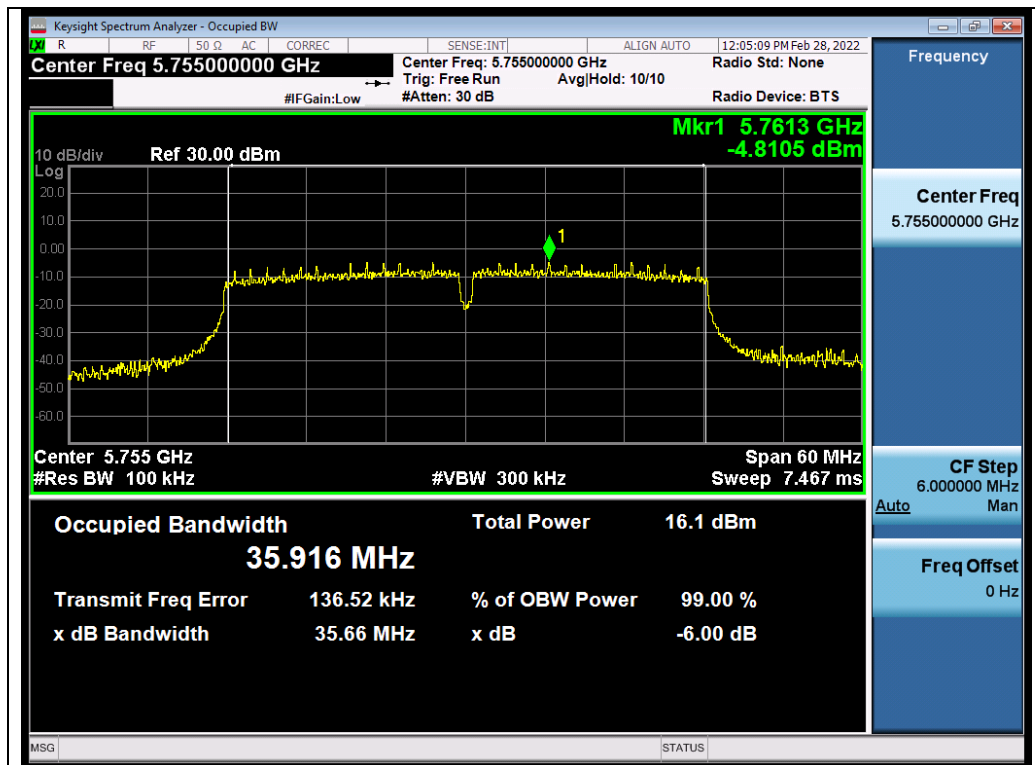 Keysight Spectrum Analyzer - Occupied BW
LXI R RF 50 Ω AC CORREC SENSE:INT ALIGN AUTO 12:05:09 PM Feb 28, 2022
Center Freq 5.755000000 GHz
Center Freq: 5.755000000 GHz Radio Std: None
Trig: Free Run Avg|Hold: 10/10
#IFGain:Low #Atten: 30 dB Radio Device: BTS
Mkr1 5.7613 GHz
-4.8105 dBm
10 dB/div Ref 30.00 dBm
Log
20.0
10.0
0.00
-10.0
-20.0
-30.0
-40.0
-50.0
-60.0
1
Center 5.755 GHz Span 60 MHz
#Res BW 100 kHz #VBW 300 kHz Sweep 7.467 ms
Occupied Bandwidth Total Power 16.1 dBm
35.916 MHz
Transmit Freq Error 136.52 kHz % of OBW Power 99.00 %
x dB Bandwidth 35.66 MHz x dB -6.00 dB
Frequency
Center Freq
5.755000000 GHz
CF Step
6.000000 MHz
Auto Man
Freq Offset
0 Hz
MSG STATUS